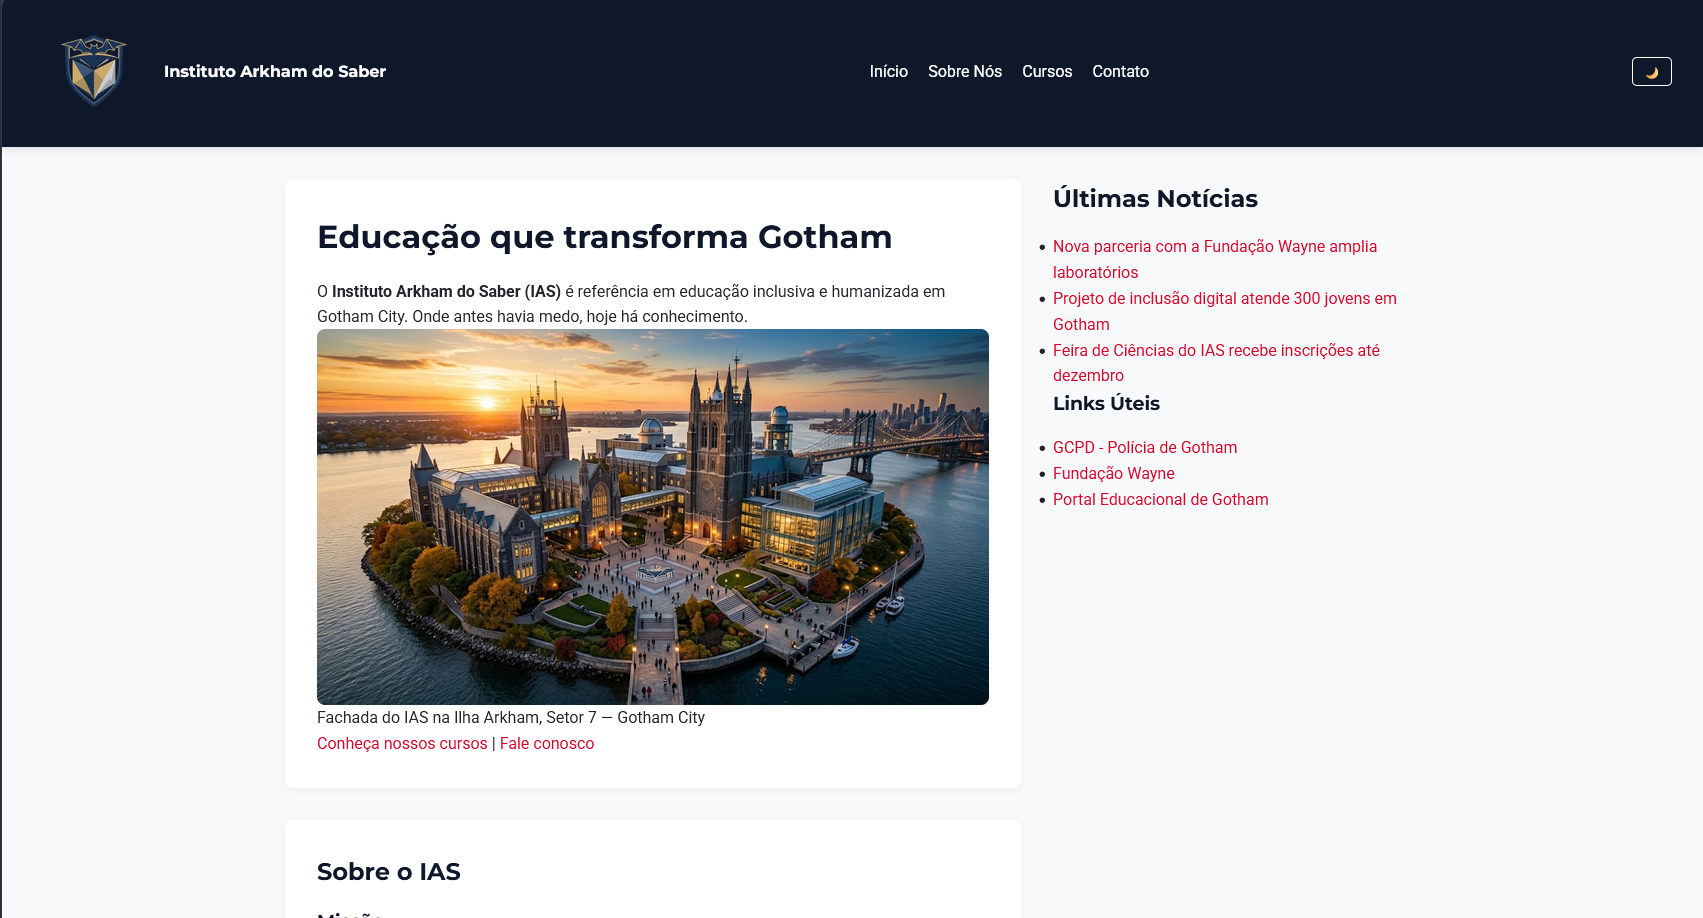 Instituto Arkham do Saber
Início
Sobre Nós
Cursos
Contato
Educação que transforma Gotham
O Instituto Arkham do Saber (IAS) é referência em educação inclusiva e humanizada em
Gotham City. Onde antes havia medo, hoje há conhecimento.
Fachada do IAS na Ilha Arkham, Setor 7 — Gotham City
Conheça nossos cursos | Fale conosco
Sobre o IAS
Missão
Últimas Notícias
Nova parceria com a Fundação Wayne amplia
laboratórios
Projeto de inclusão digital atende 300 jovens em
Gotham
Feira de Ciências do IAS recebe inscrições até
dezembro
Links Úteis
GCPD - Polícia de Gotham
Fundação Wayne
Portal Educacional de Gotham